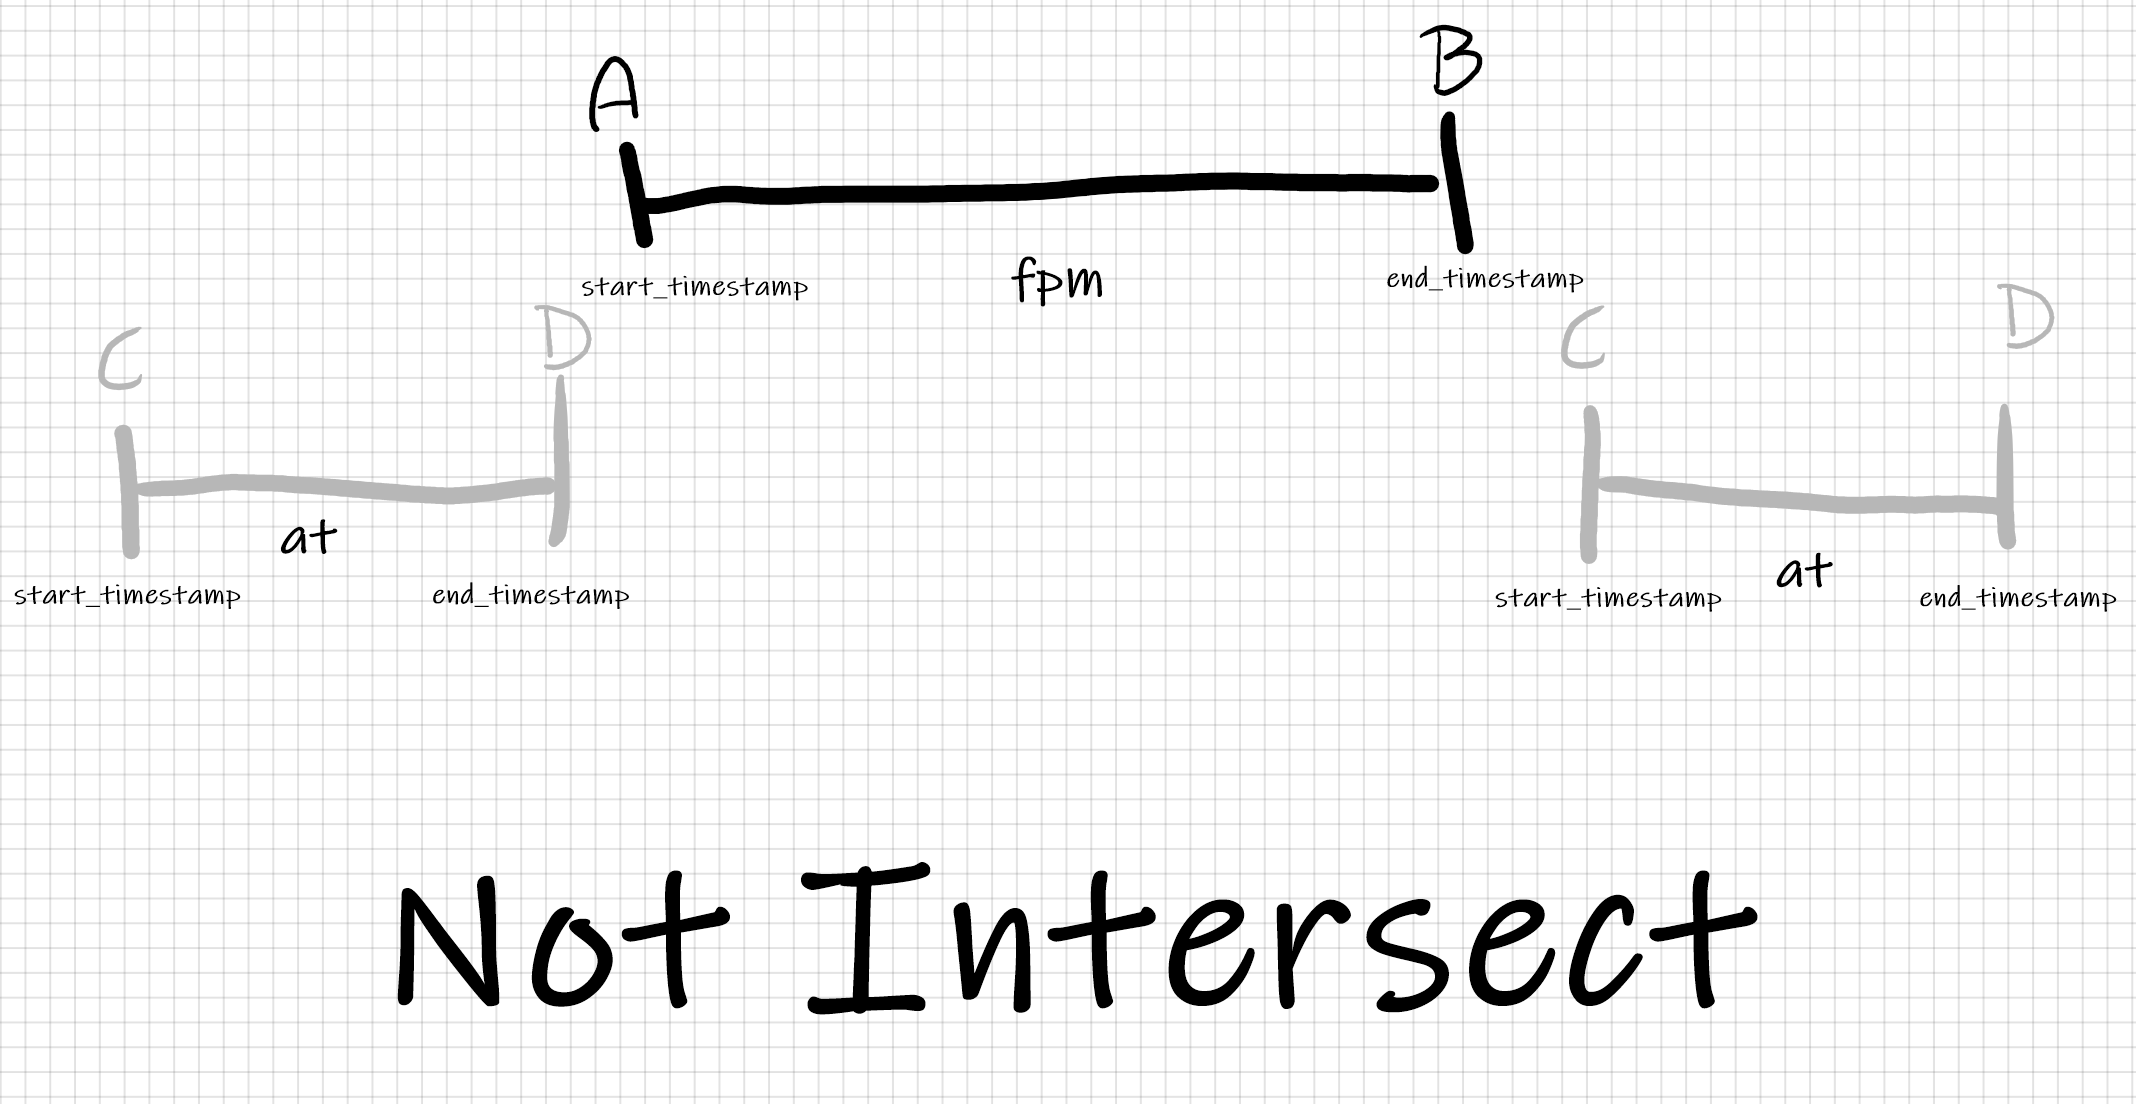 A
B
start_timestamp
fpm
end_timestamp
C
D
C
D
at
start_timestamp
end_timestamp
at
start_timestamp
end_timestamp
Not Intersect